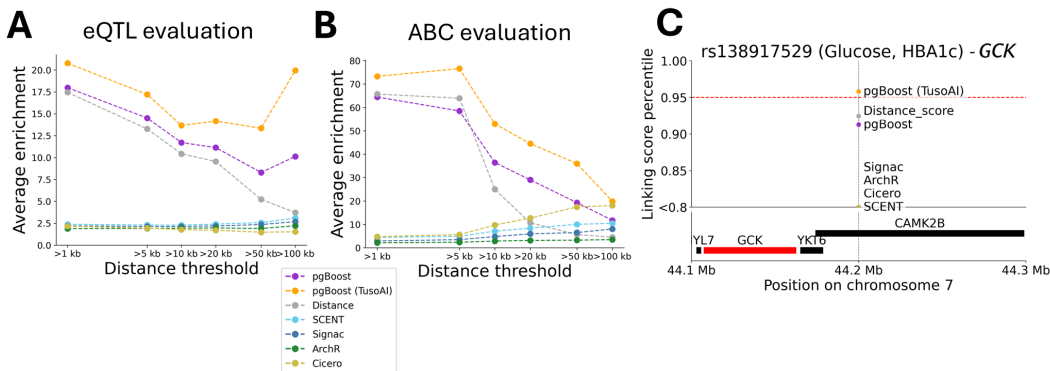 A
eQTL evaluation
Average enrichment
20.0
17.5
15.0
12.5
10.0
7.5
5.0
2.5
0.0
>1 kb
>5 kb
>10 kb
>20 kb
>50 kb
>100 kb
Distance threshold
B
ABC evaluation
Average enrichment
80
70
60
50
40
30
20
10
0
>1 kb
>5 kb
>10 kb
>20 kb
>50 kb
>100 kb
Distance threshold
pgBoost
pgBoost (TusoAI)
Distance
SCENT
Signac
ArchR
Cicero
C
rs138917529 (Glucose, HBA1c) - GCK
Linking score percentile
1.00
0.95
0.90
0.85
<0.8
pgBoost (TusoAI)
Distance_score
pgBoost
Signac
ArchR
Cicero
SCENT
CAMK2B
YL7
GCK
YKT6
44.1 Mb
44.2 Mb
44.3 Mb
Position on chromosome 7